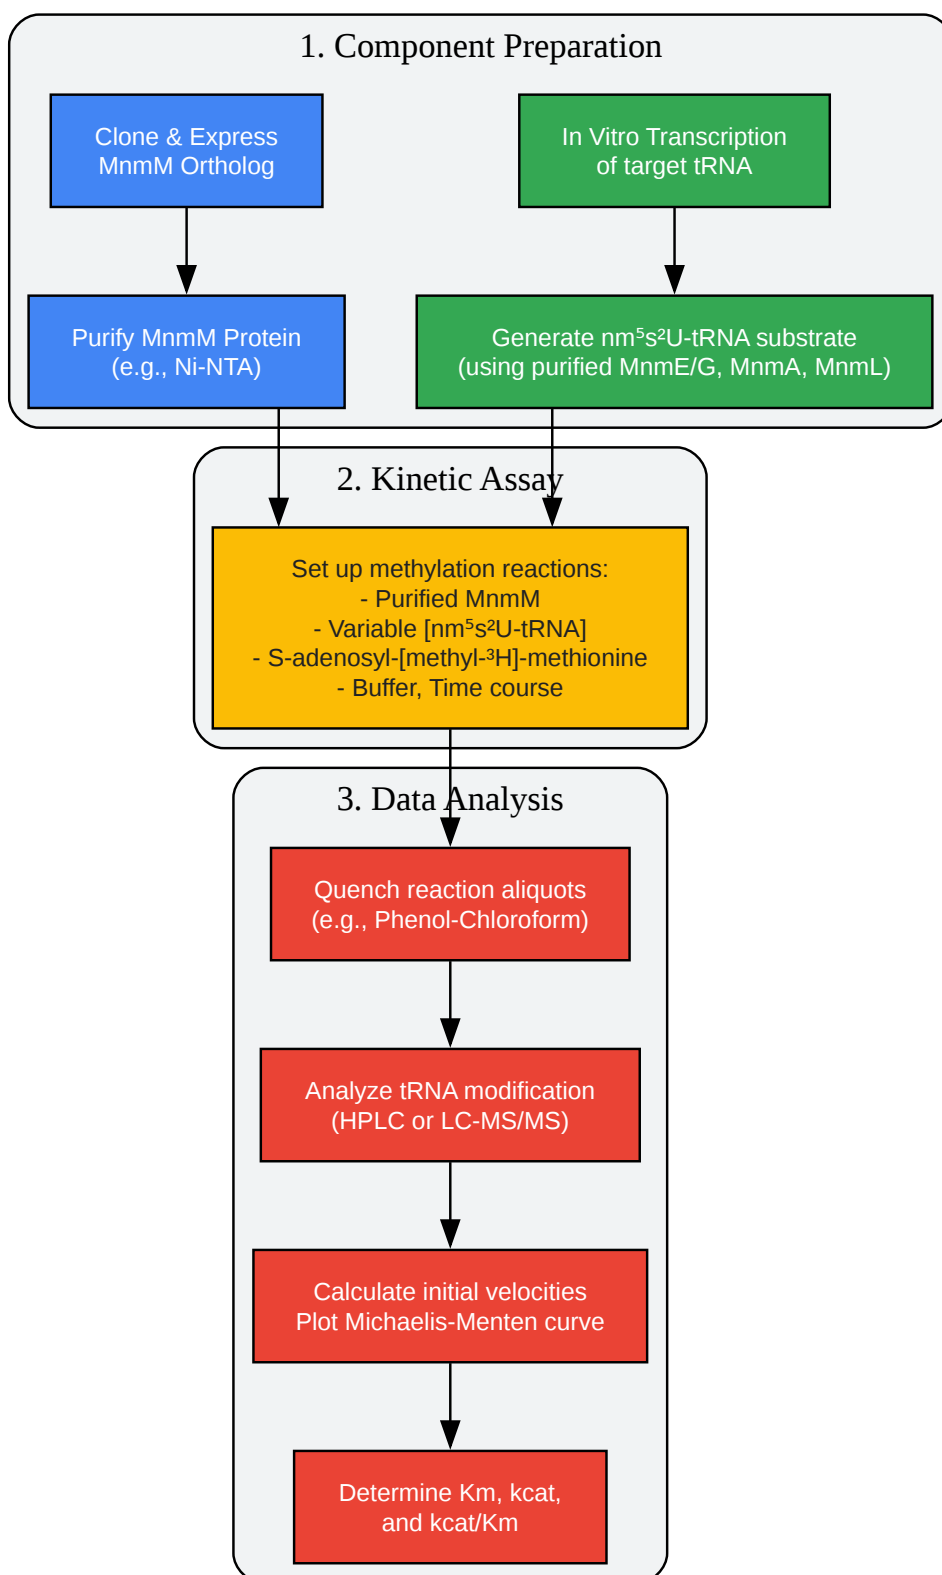 1. Component Preparation
Clone & Express
MnmM Ortholog
In Vitro Transcription
of target tRNA
Purify MnmM Protein
(e.g., Ni-NTA)
Generate nm⁵s²U-tRNA substrate
(using purified MnmE/G, MnmA, MnmL)
2. Kinetic Assay
Set up methylation reactions:
- Purified MnmM
- Variable [nm⁵s²U-tRNA]
- S-adenosyl-[methyl-³H]-methionine
- Buffer, Time course
3. Data Analysis
Quench reaction aliquots
(e.g., Phenol-Chloroform)
Analyze tRNA modification
(HPLC or LC-MS/MS)
Calculate initial velocities
Plot Michaelis-Menten curve
Determine Km, kcat,
and kcat/Km